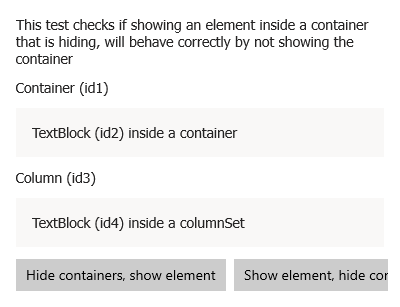 This test checks if showing an element inside a container
that is hiding, will behave correctly by not showing the
container
Container (id1)
TextBlock (id2) inside a container
Column (id3)
TextBlock (id4) inside a columnSet
Hide containers, show element
Show element, hide cor